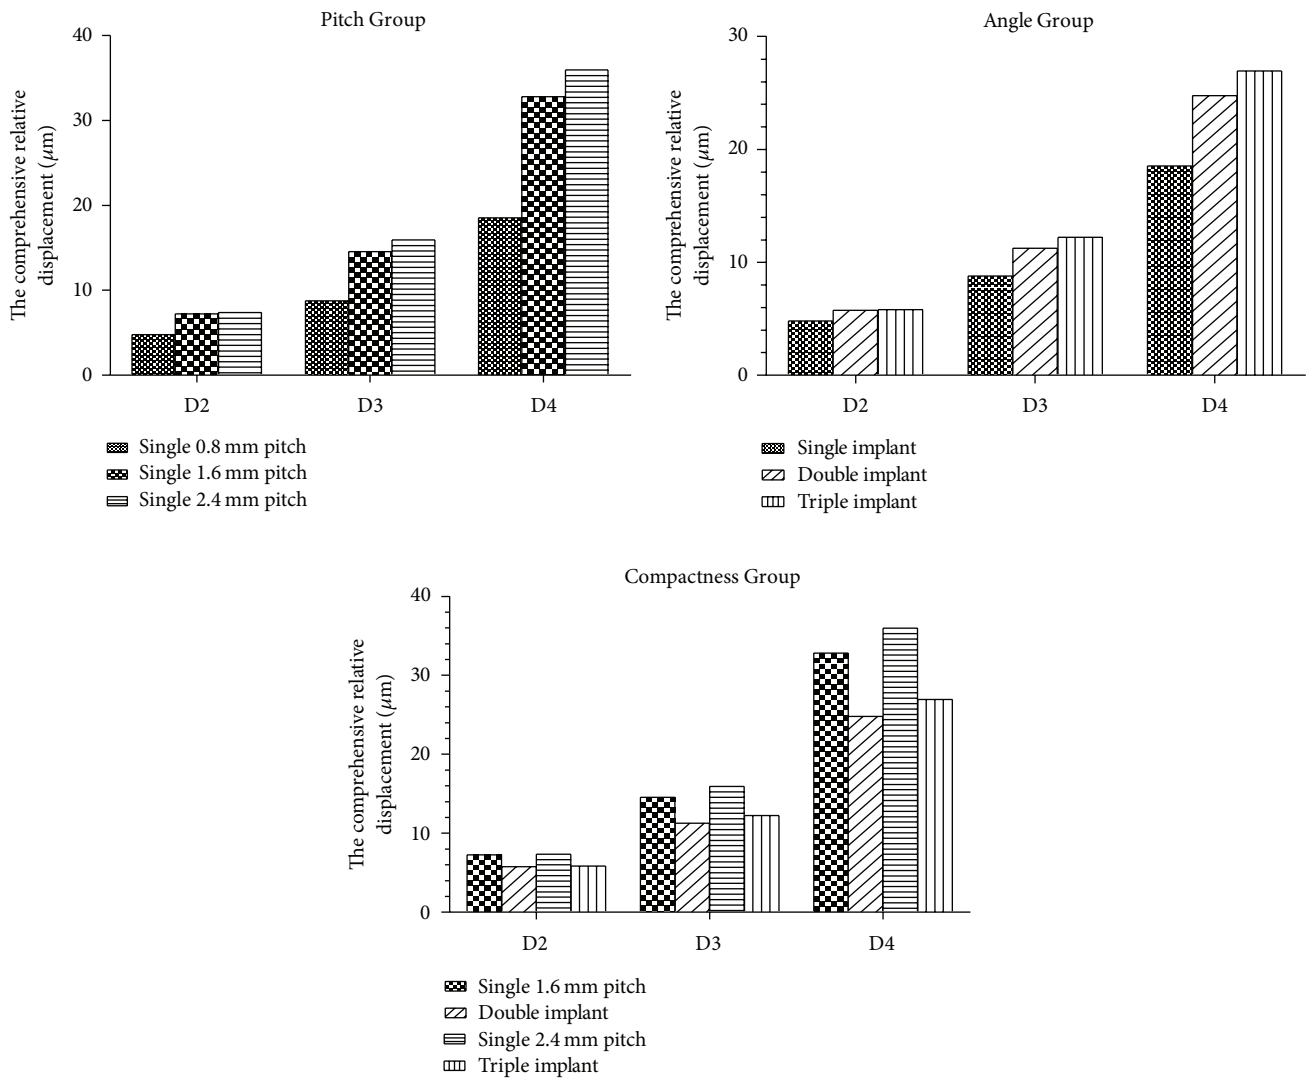 Pitch Group
The comprehensive relative
displacement (μm)
40
30
20
10
0
D2
D3
D4
Single 0.8 mm pitch
Single 1.6 mm pitch
Single 2.4 mm pitch
Angle Group
The comprehensive relative
displacement (μm)
30
20
10
0
D2
D3
D4
Single implant
Double implant
Triple implant
Compactness Group
The comprehensive relative
displacement (μm)
40
30
20
10
0
D2
D3
D4
Single 1.6 mm pitch
Double implant
Single 2.4 mm pitch
Triple implant